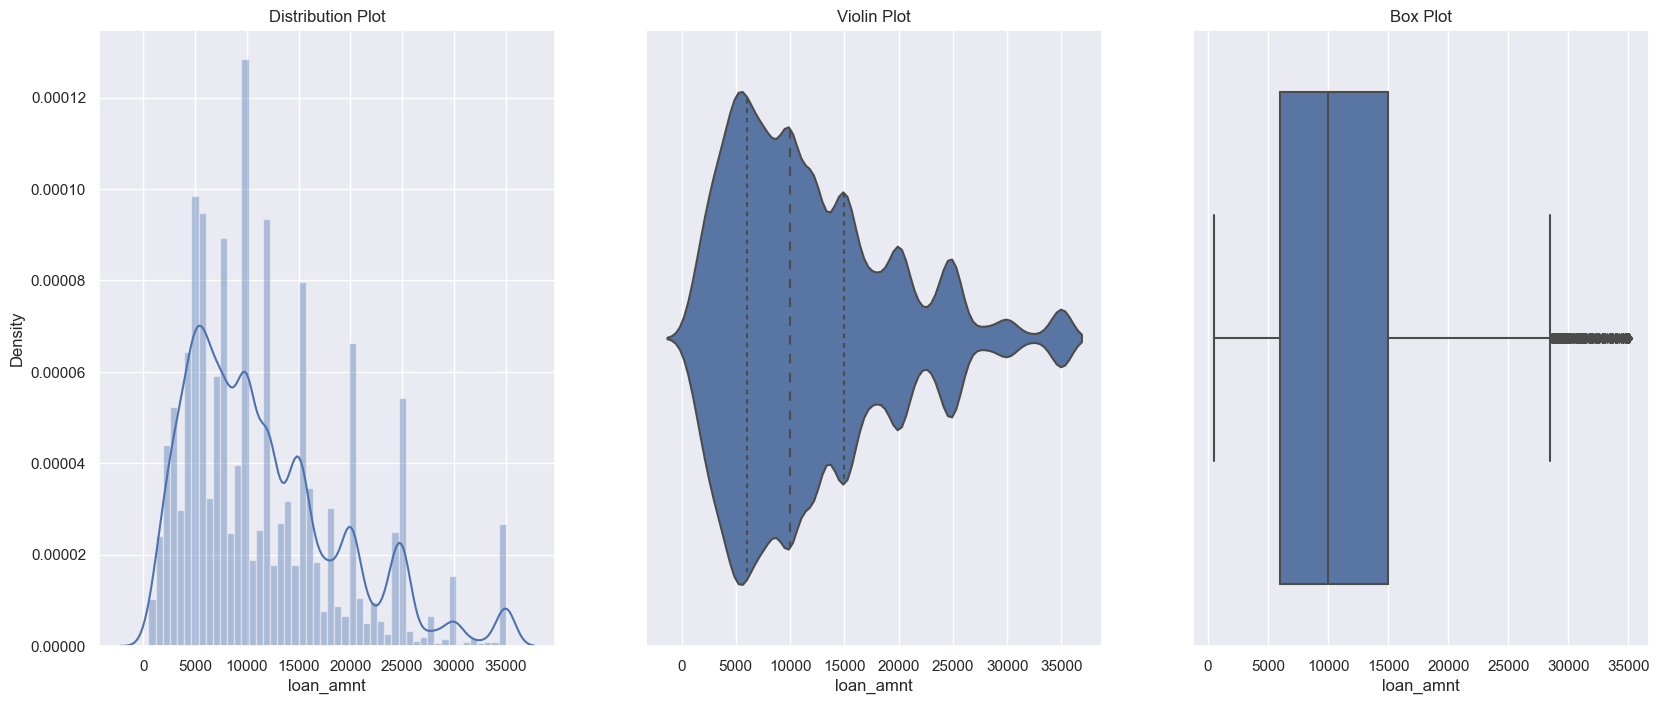 Distribution Plot
Violin Plot
Box Plot
Density
0.00012
0.00010
0.00008
0.00006
0.00004
0.00002
0.00000
0 5000 10000 15000 20000 25000 30000 35000
loan_amnt
0 5000 10000 15000 20000 25000 30000 35000
loan_amnt
0 5000 10000 15000 20000 25000 30000 35000
loan_amnt